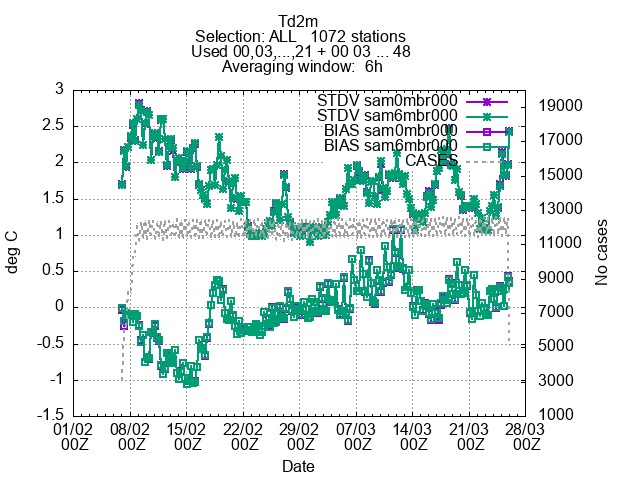 Td2m
Selection: ALL   1072 stations
Used 00,03,...,21 + 00 03 ... 48
Averaging window:  6h
STDV sam0mbr000
STDV sam6mbr000
BIAS sam0mbr000
BIAS sam6mbr000
CASES
3
2.5
2
1.5
1
0.5
0
-0.5
-1
-1.5
deg C
19000
17000
15000
13000
11000
9000
7000
5000
3000
1000
No cases
01/02 08/02 15/02 22/02 29/02 07/03 14/03 21/03 28/03
00Z 00Z 00Z 00Z 00Z 00Z 00Z 00Z 00Z
Date